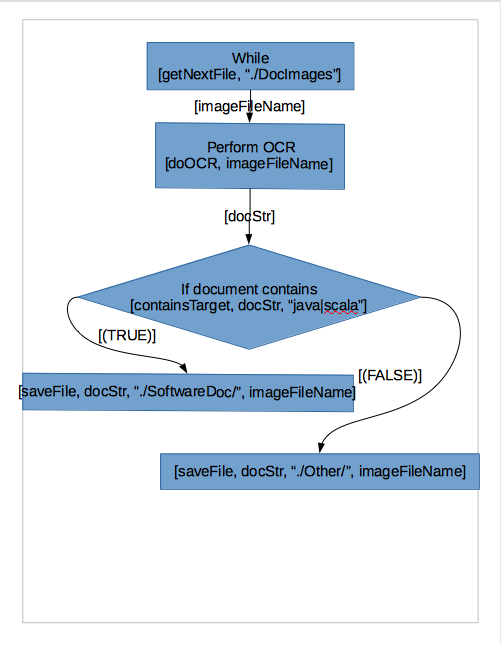 While
[getNextFile, “./DocImages”]
[imageFileName]
Perform OCR
[doOCR, imageFileName]
[docStr]
If document contains
[containsTarget, docStr, “java|scala”]
[(TRUE)]
[(FALSE)]
[saveFile, docStr, “./SoftwareDoc/”, imageFileName]
[saveFile, docStr, “./Other/”, imageFileName]